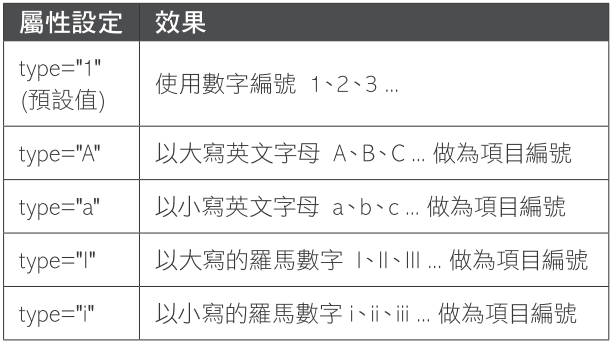 屬性設定 效果
type="1"
(預設值)
使用數字編號 1、2、3 ...
type="A" 以大寫英文字母 A、B、C ... 做為項目編號
type="a" 以小寫英文字母 a、b、c ... 做為項目編號
type="I" 以大寫的羅馬數字 I、II、III ... 做為項目編號
type="i" 以小寫的羅馬數字 i、ii、iii ... 做為項目編號